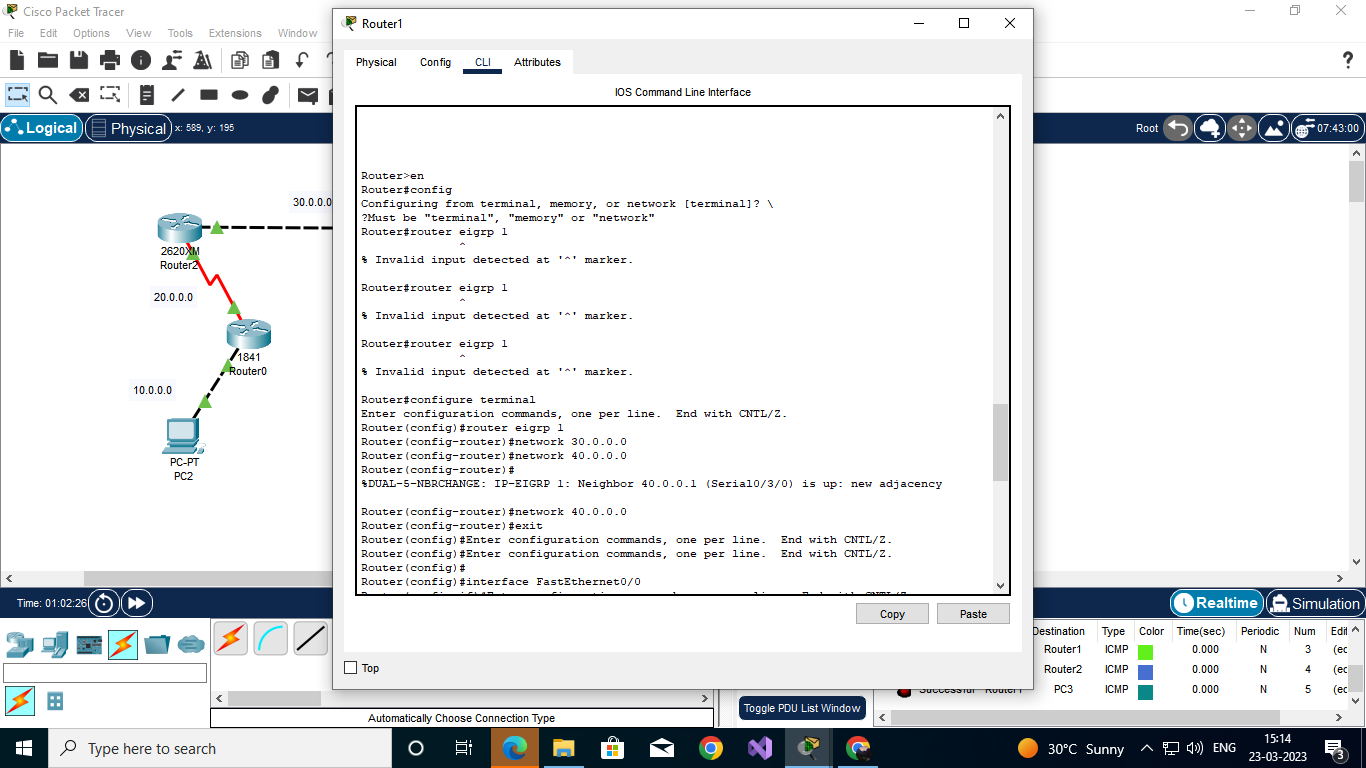 Cisco Packet Tracer
File Edit Options View Tools Extensions Window
Logical Physical x: 589, y: 195
Root 07:43:00
30.0.0.0
2620XM
Router2
20.0.0.0
1841
Router0
10.0.0.0
PC-PT
PC2
Router1
Physical Config CLI Attributes
IOS Command Line Interface
Router>en
Router#config
Configuring from terminal, memory, or network [terminal]? \
?Must be "terminal", "memory" or "network"
Router#router eigrp 1
^
% Invalid input detected at '^' marker.
Router#router eigrp 1
^
% Invalid input detected at '^' marker.
Router#router eigrp 1
^
% Invalid input detected at '^' marker.
Router#configure terminal
Enter configuration commands, one per line. End with CNTL/Z.
Router(config)#router eigrp 1
Router(config-router)#network 30.0.0.0
Router(config-router)#network 40.0.0.0
Router(config-router)#
%DUAL-5-NBRCHANGE: IP-EIGRP 1: Neighbor 40.0.0.1 (Serial0/3/0) is up: new adjacency
Router(config-router)#network 40.0.0.0
Router(config-router)#exit
Router(config)#Enter configuration commands, one per line. End with CNTL/Z.
Router(config)#Enter configuration commands, one per line. End with CNTL/Z.
Router(config)#
Router(config)#interface FastEthernet0/0
Copy Paste
Top
Time: 01:02:26
Realtime Simulation
Destination Type Color Time(sec) Periodic Num Edit
Router1 ICMP 0.000 N 3 (ec
Router2 ICMP 0.000 N 4 (ec
Successful Router1 PC3 ICMP 0.000 N 5 (ec
Toggle PDU List Window
Automatically Choose Connection Type
Type here to search
30°C Sunny
ENG
15:14
23-03-2023
3